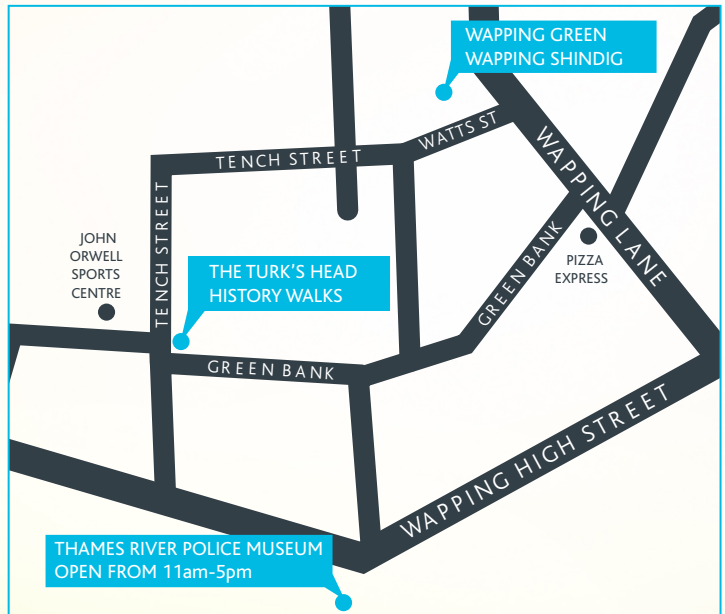 WAPPING GREEN
WAPPING SHINDIG
WATTS ST
TENCH STREET
WAPPING LANE
TENCH STREET
JOHN
ORWELL
SPORTS
CENTRE
GREEN BANK
PIZZA
EXPRESS
THE TURK'S HEAD
HISTORY WALKS
GREEN BANK
WAPPING HIGH STREET
THAMES RIVER POLICE MUSEUM
OPEN FROM 11am-5pm